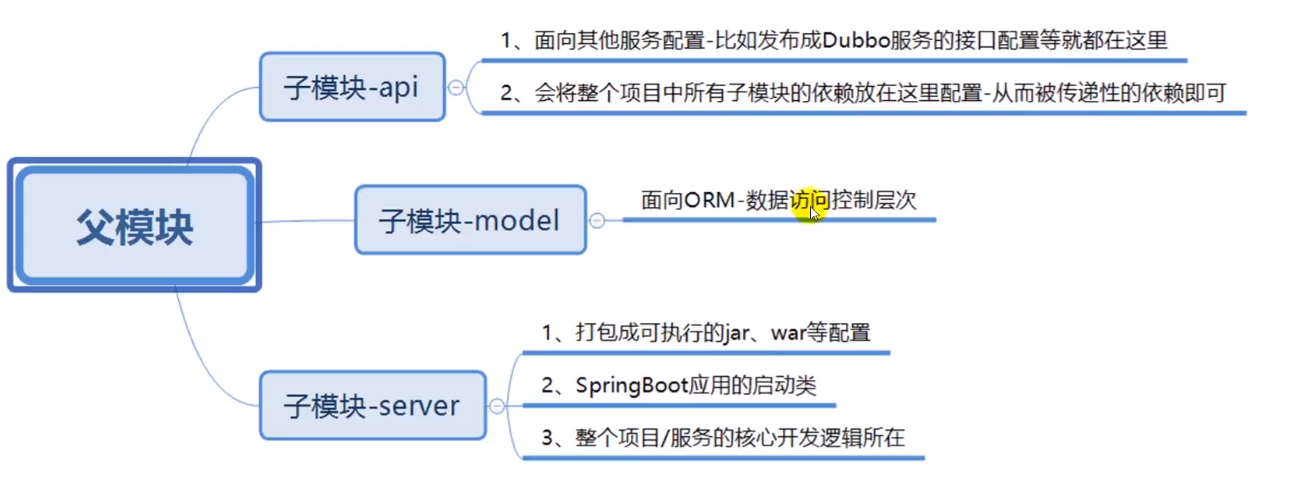 1、面向其他服务配置-比如发布成Dubbo服务的接口配置等就都在这里
子模块-api
2、会将整个项目中所有子模块的依赖放在这里配置-从而被传递性的依赖即可
父模块
子模块-model
面向ORM-数据访问控制层次
1、打包成可执行的jar、war等配置
2、SpringBoot应用的启动类
子模块-server
3、整个项目/服务的核心开发逻辑所在